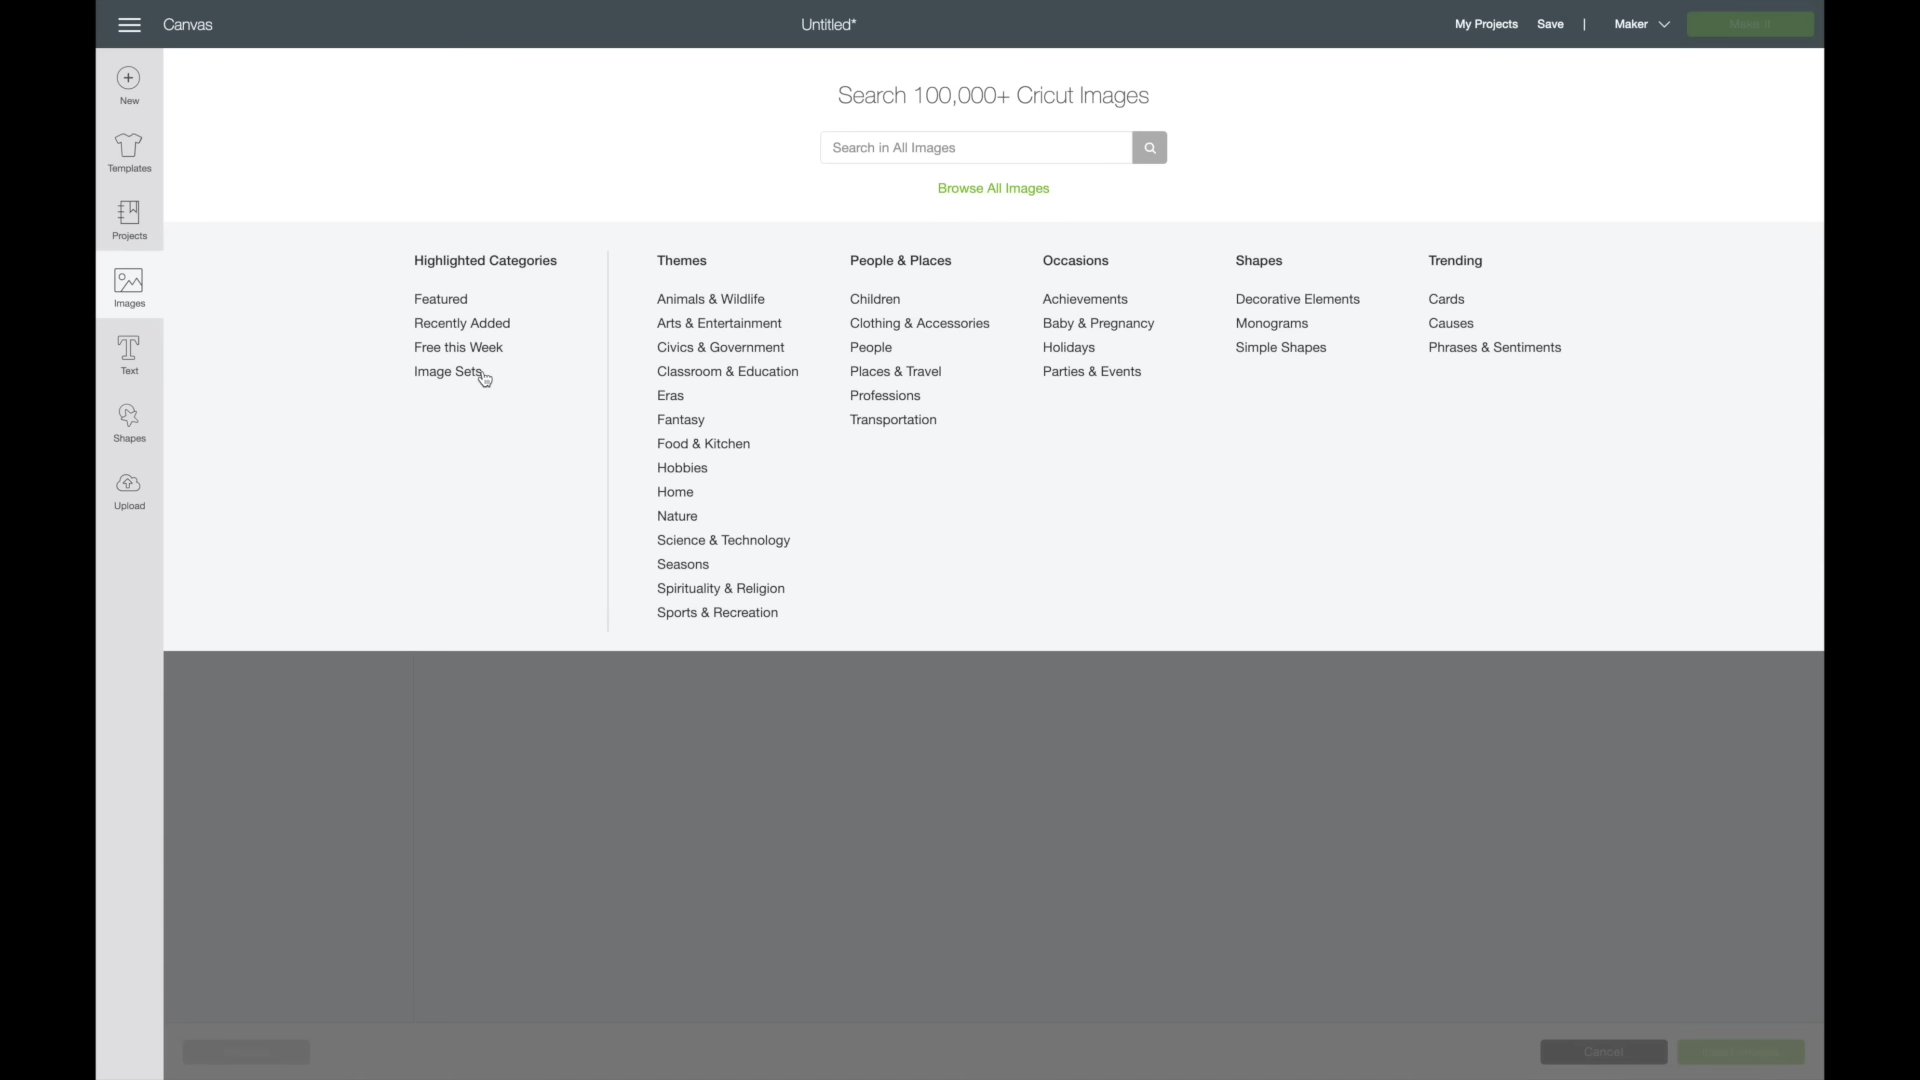 Canvas
Untitled*
My Projects
Save
|
Maker
Make It
New
Templates
Projects
Images
Text
Shapes
Upload
Search 100,000+ Cricut Images
Search in All Images
Browse All Images
Highlighted Categories
Featured
Recently Added
Free this Week
Image Sets
Themes
Animals & Wildlife
Arts & Entertainment
Civics & Government
Classroom & Education
Eras
Fantasy
Food & Kitchen
Hobbies
Home
Nature
Science & Technology
Seasons
Spirituality & Religion
Sports & Recreation
People & Places
Children
Clothing & Accessories
People
Places & Travel
Professions
Transportation
Occasions
Achievements
Baby & Pregnancy
Holidays
Parties & Events
Shapes
Decorative Elements
Monograms
Simple Shapes
Trending
Cards
Causes
Phrases & Sentiments
Cancel